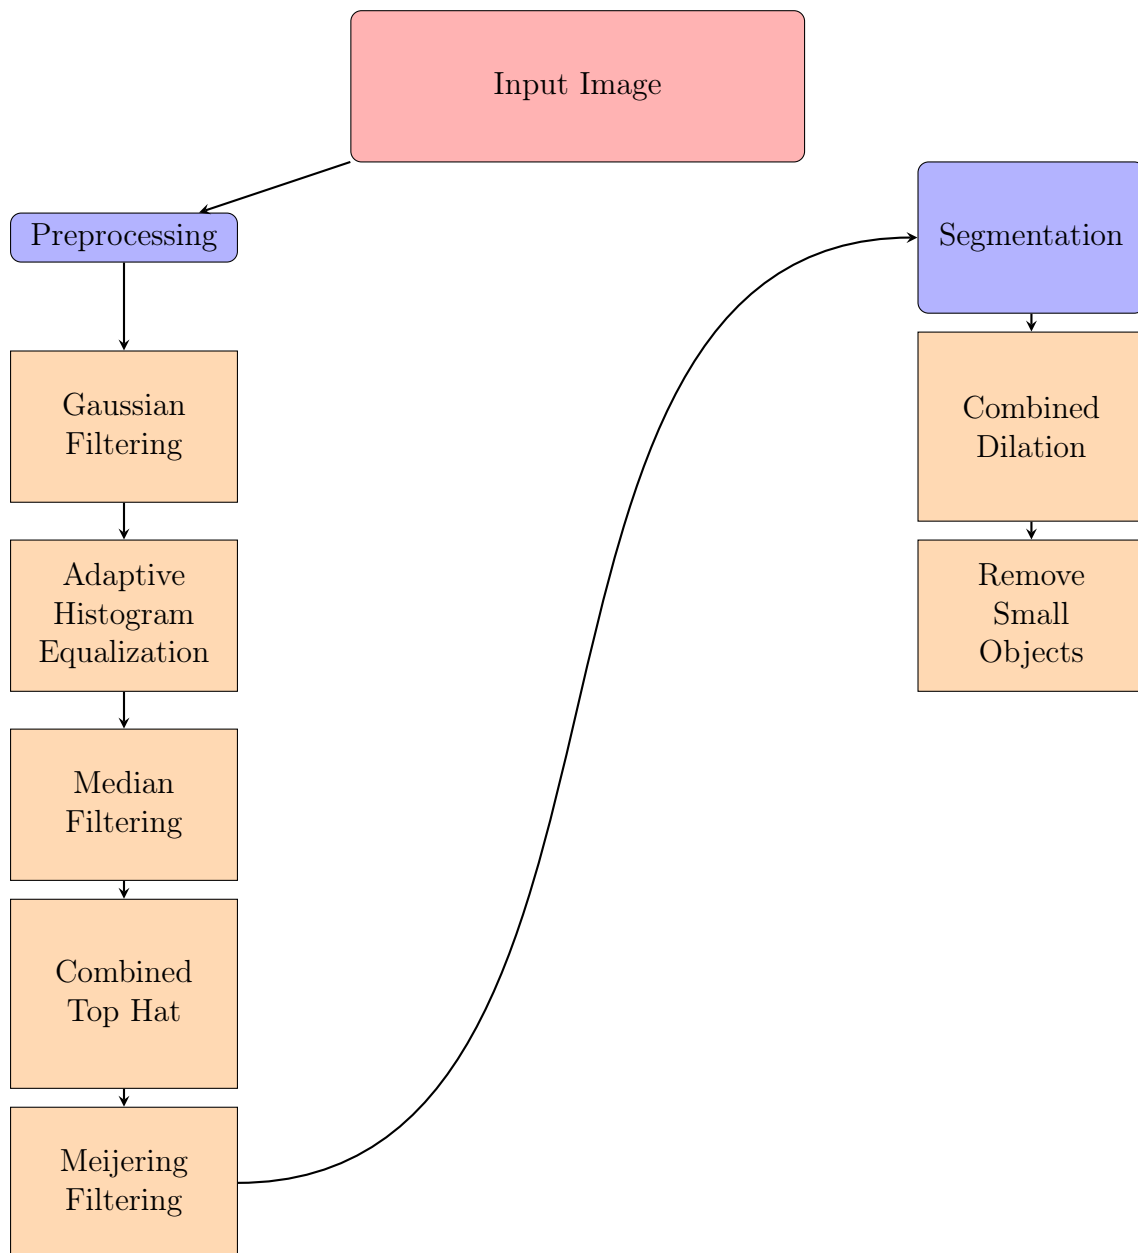 Input Image
Preprocessing
Gaussian
Filtering
Adaptive
Histogram
Equalization
Median
Filtering
Combined
Top Hat
Meijering
Filtering
Segmentation
Combined
Dilation
Remove
Small
Objects